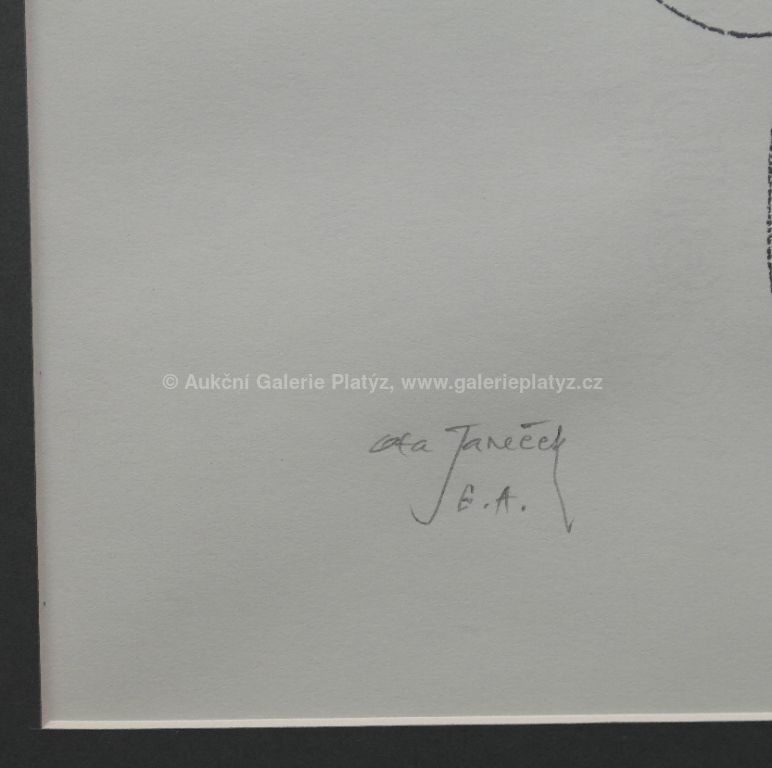 © Aukční Galerie Platýz, www.galerieplatyz.cz
Ota Janeček
E.A.